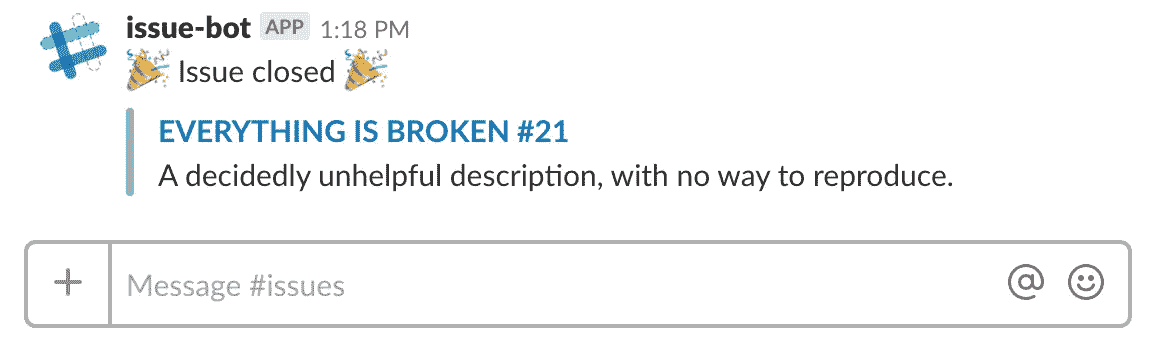 issue-bot APP 1:18 PM
🎉 Issue closed 🎉
EVERYTHING IS BROKEN #21
A decidedly unhelpful description, with no way to reproduce.
Message #issues